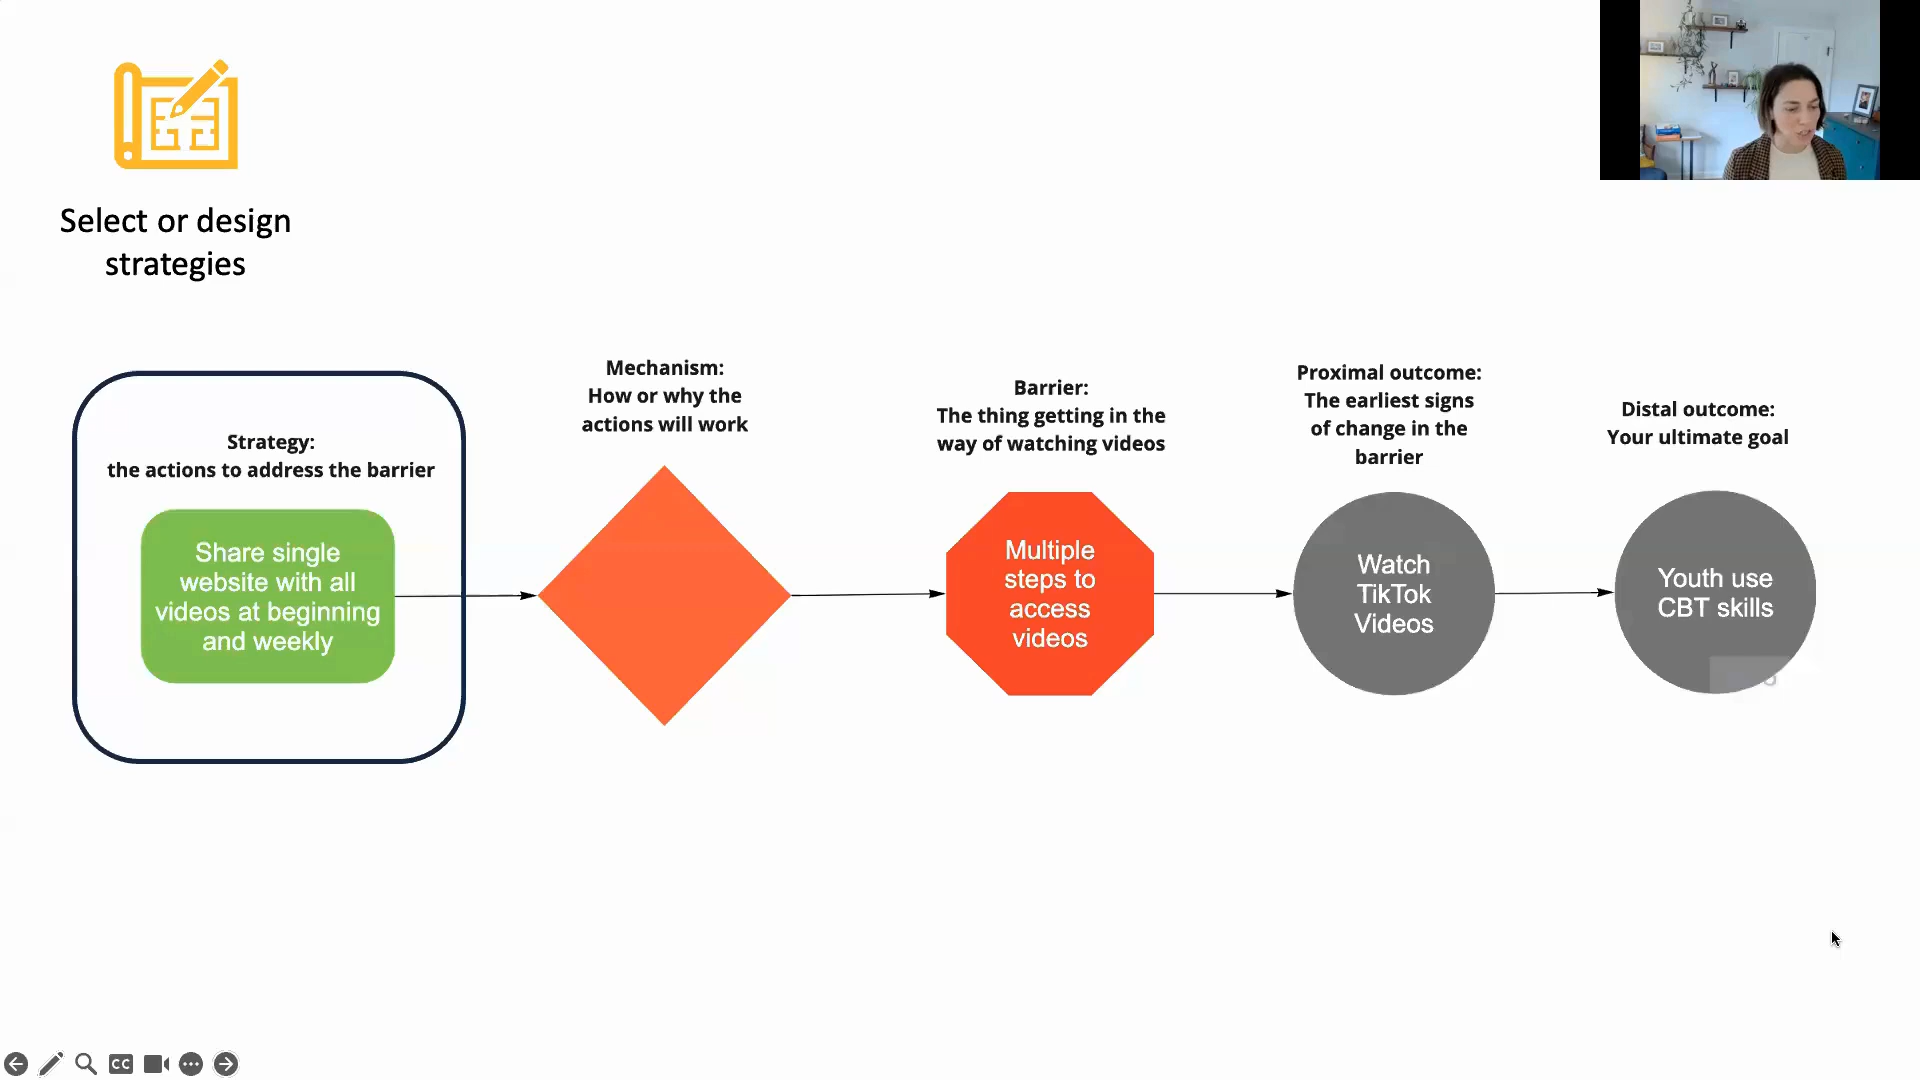 Select or design
strategies
Strategy:
the actions to address the barrier
Share single
website with all
videos at beginning
and weekly
Mechanism:
How or why the
actions will work
Barrier:
The thing getting in the
way of watching videos
Multiple
steps to
access
videos
Proximal outcome:
The earliest signs
of change in the
barrier
Watch
TikTok
Videos
Distal outcome:
Your ultimate goal
Youth use
CBT skills
CC